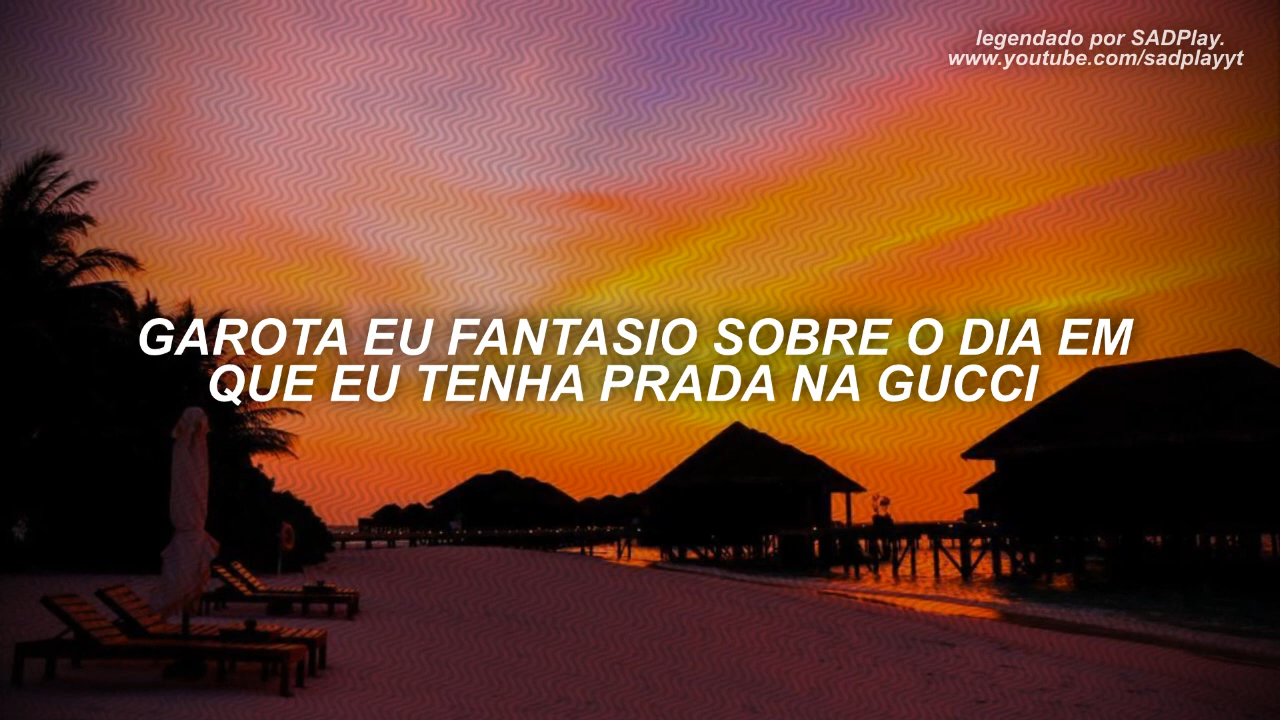 legendado por SADPlay.
www.youtube.com/sadplayyt
GAROTA EU FANTASIO SOBRE O DIA EM
QUE EU TENHA PRADA NA GUCCI